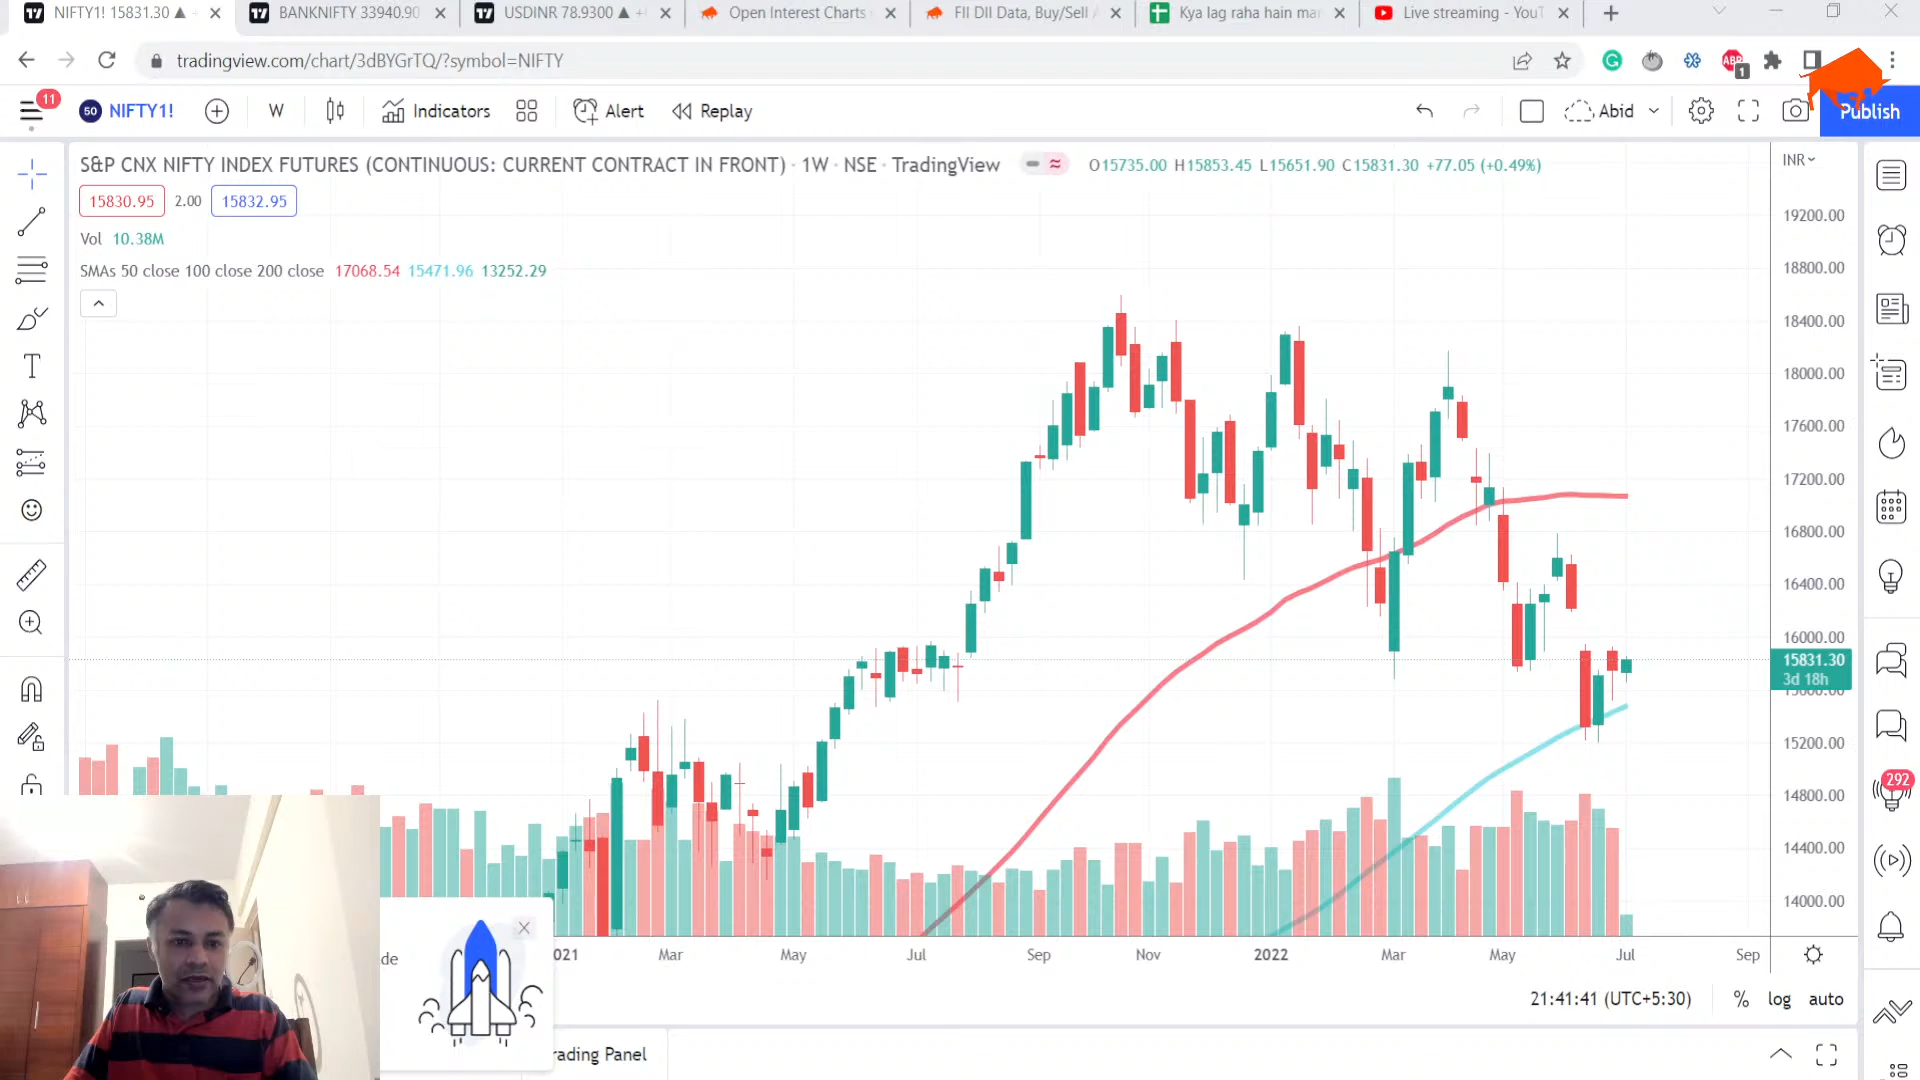 NIFTY1! 15831.30 ▲
BANKNIFTY 33940.90
USDINR 78.9300 ▲
Open Interest Charts
FII DII Data, Buy/Sell
Kya lag raha hain
Live streaming - YouT
tradingview.com/chart/3dBYGrTQ/?symbol=NIFTY
ABP
1
11
50 NIFTY1!
W
Indicators
Alert
Replay
Abid
Publish
S&P CNX NIFTY INDEX FUTURES (CONTINUOUS: CURRENT CONTRACT IN FRONT) · 1W · NSE · TradingView
O15735.00 H15853.45 L15651.90 C15831.30 +77.05 (+0.49%)
INR
15830.95 2.00 15832.95
Vol 10.38M
SMAs 50 close 100 close 200 close 17068.54 15471.96 13252.29
19200.00
18800.00
18400.00
18000.00
17600.00
17200.00
16800.00
16400.00
16000.00
15831.30
3d 18h
15600.00
15200.00
14800.00
14400.00
14000.00
292
021 Mar May Jul Sep Nov 2022 Mar May Jul Sep
de
21:41:41 (UTC+5:30)
% log auto
rading Panel